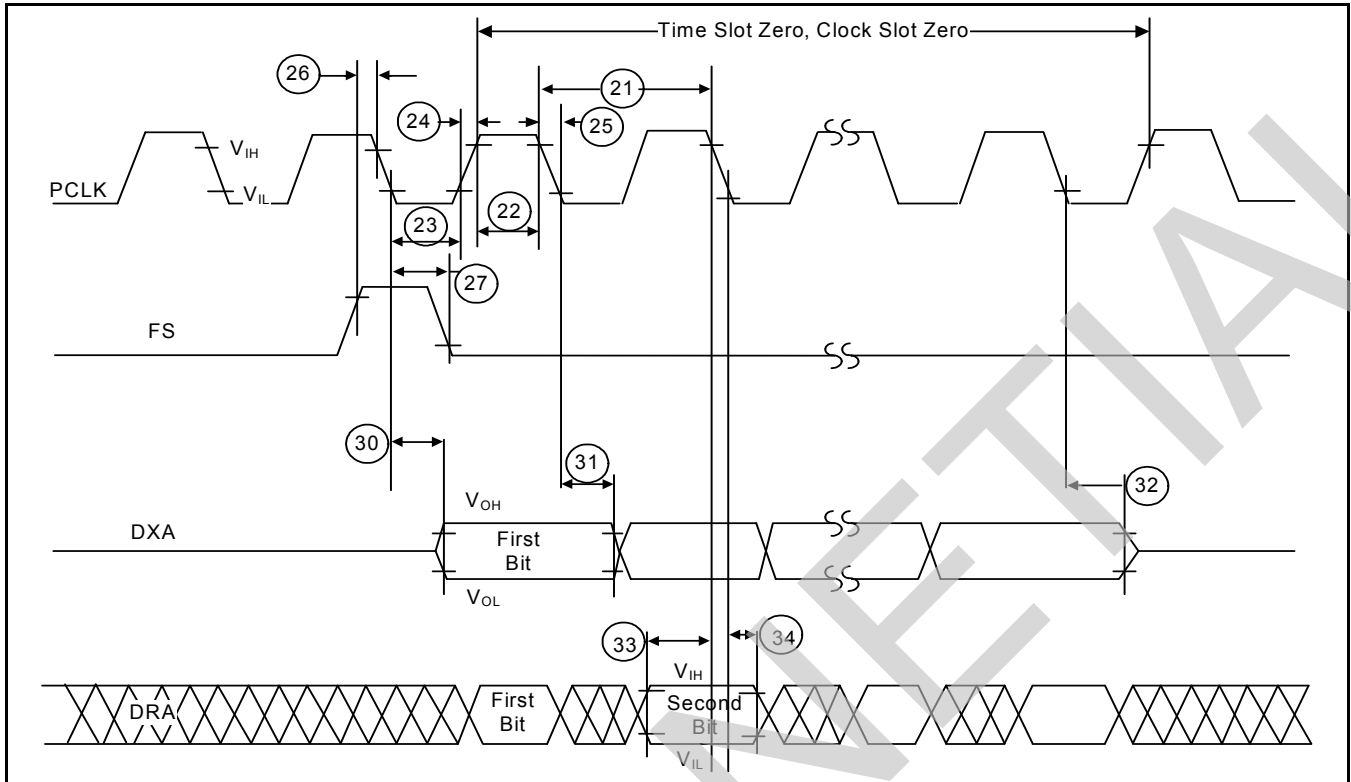 Time Slot Zero, Clock Slot Zero
26
21
24
25
VIH
PCLK
VIL
22
23
27
FS
30
31
32
VOH
DXA
First
Bit
VOL
33
34
VIH
DRA
First
Bit
Second
Bit
VIL
NETIAL